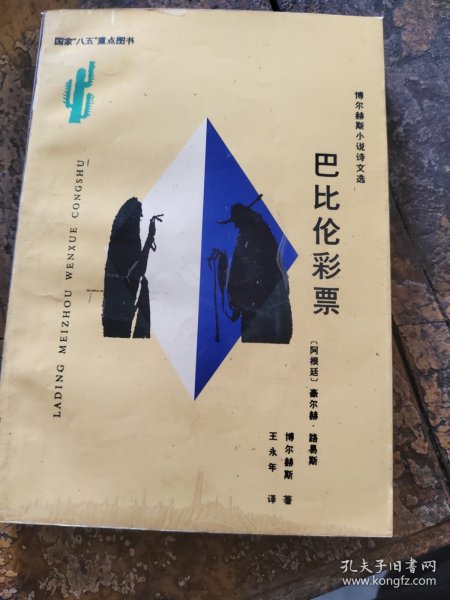 国家“八五”重点图书
LADING MEIZHOU WENXUE CONGSHU
博尔赫斯小说诗文选
巴比伦彩票
〔阿根廷〕豪尔赫·路易斯
博尔赫斯 著
王永年 译
孔夫子旧书网
www.kongfz.com